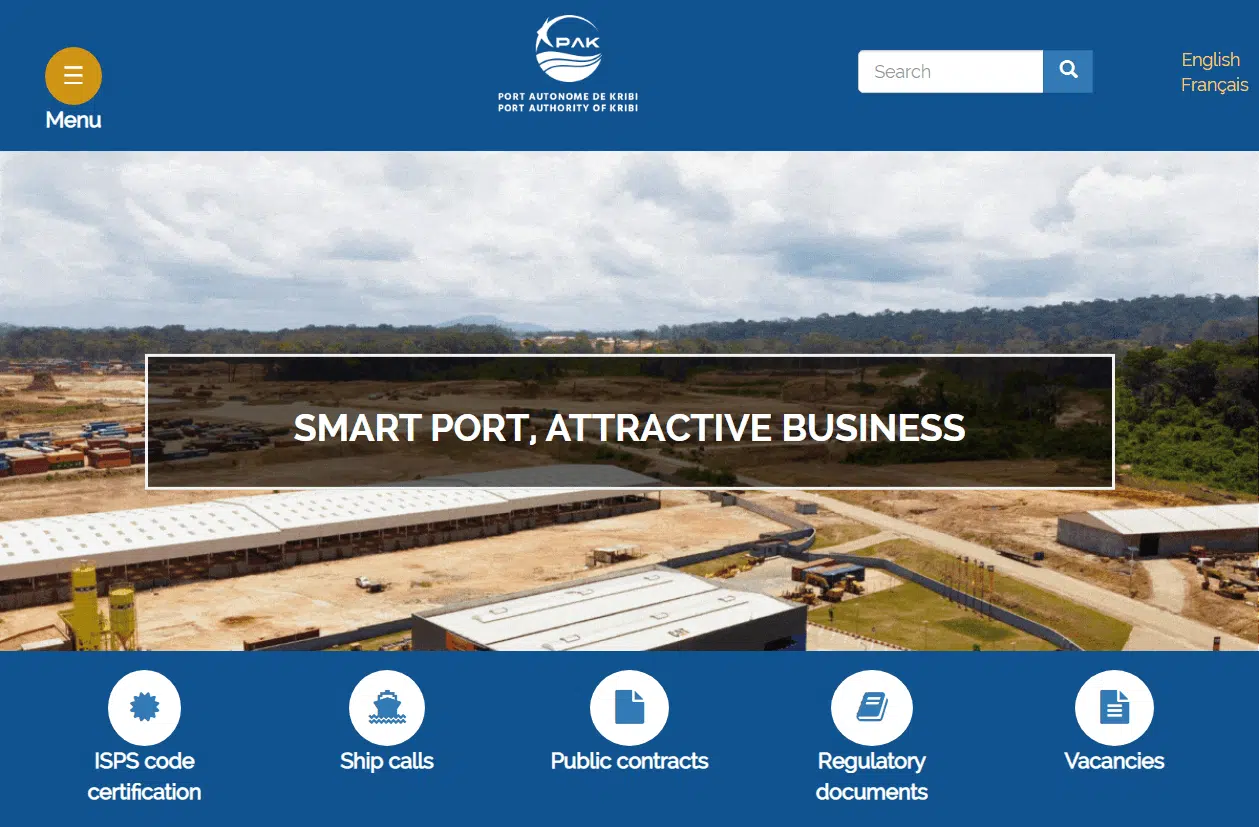 Menu
PAK
PORT AUTONOME DE KRIBI
PORT AUTHORITY OF KRIBI
Search
English
Français
SMART PORT, ATTRACTIVE BUSINESS
ISPS code
certification
Ship calls
Public contracts
Regulatory
documents
Vacancies